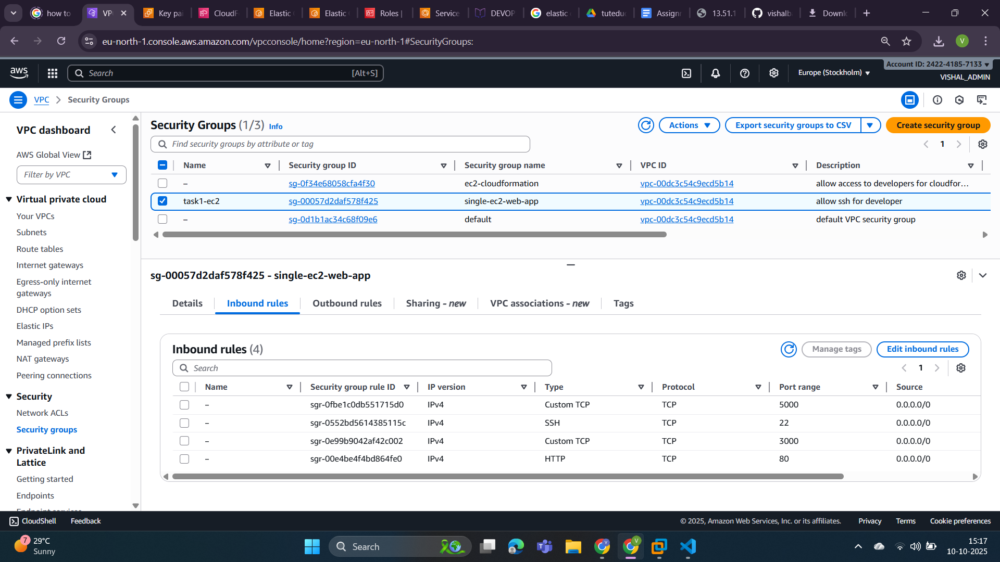 how to
VP
Key pai
CloudF
Elastic
Elastic
Roles |
Service
DEVOP
elastic
tuteduc
Assignr
13.51.1
vishalb
Downlo
eu-north-1.console.aws.amazon.com/vpcconsole/home?region=eu-north-1#SecurityGroups:
V
aws
Search
[Alt+S]
Europe (Stockholm)
Account ID: 2422-4185-7133
VISHAL_ADMIN
VPC
Security Groups
VPC dashboard
AWS Global View
Filter by VPC
Virtual private cloud
Your VPCs
Subnets
Route tables
Internet gateways
Egress-only internet
gateways
DHCP option sets
Elastic IPs
Managed prefix lists
NAT gateways
Peering connections
Security
Network ACLs
Security groups
PrivateLink and
Lattice
Getting started
Endpoints
Endpoint services
Security Groups (1/3) Info
Actions
Export security groups to CSV
Create security group
Find security groups by attribute or tag
1
Name Security group ID Security group name VPC ID Description
– sg-0f34e68058cfa4f30 ec2-cloudformation vpc-00dc3c54c9ecd5b14 allow access to developers for cloudfor…
task1-ec2 sg-00057d2daf578f425 single-ec2-web-app vpc-00dc3c54c9ecd5b14 allow ssh for developer
– sg-0d1b1ac34c68f09e6 default vpc-00dc3c54c9ecd5b14 default VPC security group
sg-00057d2daf578f425 - single-ec2-web-app
Details
Inbound rules
Outbound rules
Sharing - new
VPC associations - new
Tags
Inbound rules (4)
Manage tags
Edit inbound rules
Search
1
Name Security group rule ID IP version Type Protocol Port range Source
– sgr-0fbe1c0db551715d0 IPv4 Custom TCP TCP 5000 0.0.0.0/0
– sgr-0552bd5614385115c IPv4 SSH TCP 22 0.0.0.0/0
– sgr-0e99b9042af42c002 IPv4 Custom TCP TCP 3000 0.0.0.0/0
– sgr-00e4be4f4bd864fe0 IPv4 HTTP TCP 80 0.0.0.0/0
CloudShell
Feedback
© 2025, Amazon Web Services, Inc. or its affiliates.
Privacy
Terms
Cookie preferences
7
29°C
Sunny
Search
V
15:17
10-10-2025